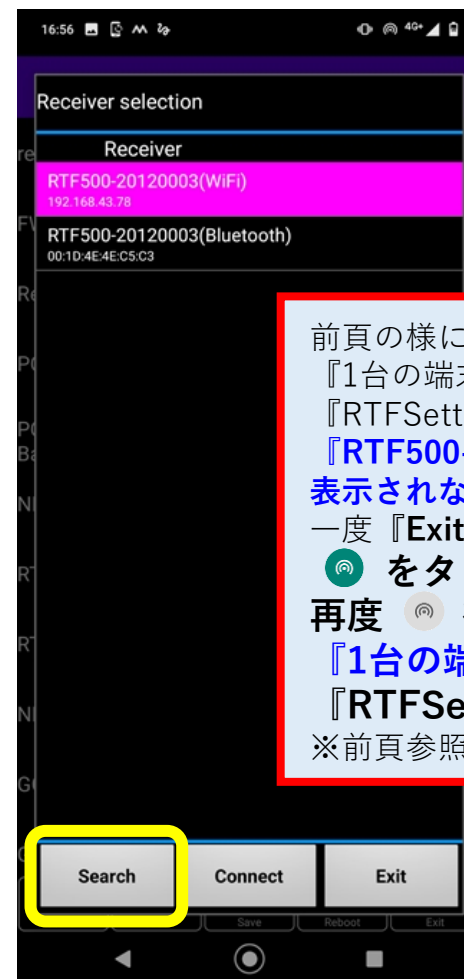 16:56
4G+
Receiver selection
Receiver
RTF500-20120003(WiFi)
192.168.43.78
RTF500-20120003(Bluetooth)
00:1D:4E:4E:C5:C3
前頁の様に
『1台の端
『RTFSett
『RTF500-
表示されな
一度『Exit
をタ
再度
『1台の端
『RTFSe
※前頁参照
Search
Connect
Exit
Save
Reboot
Exit